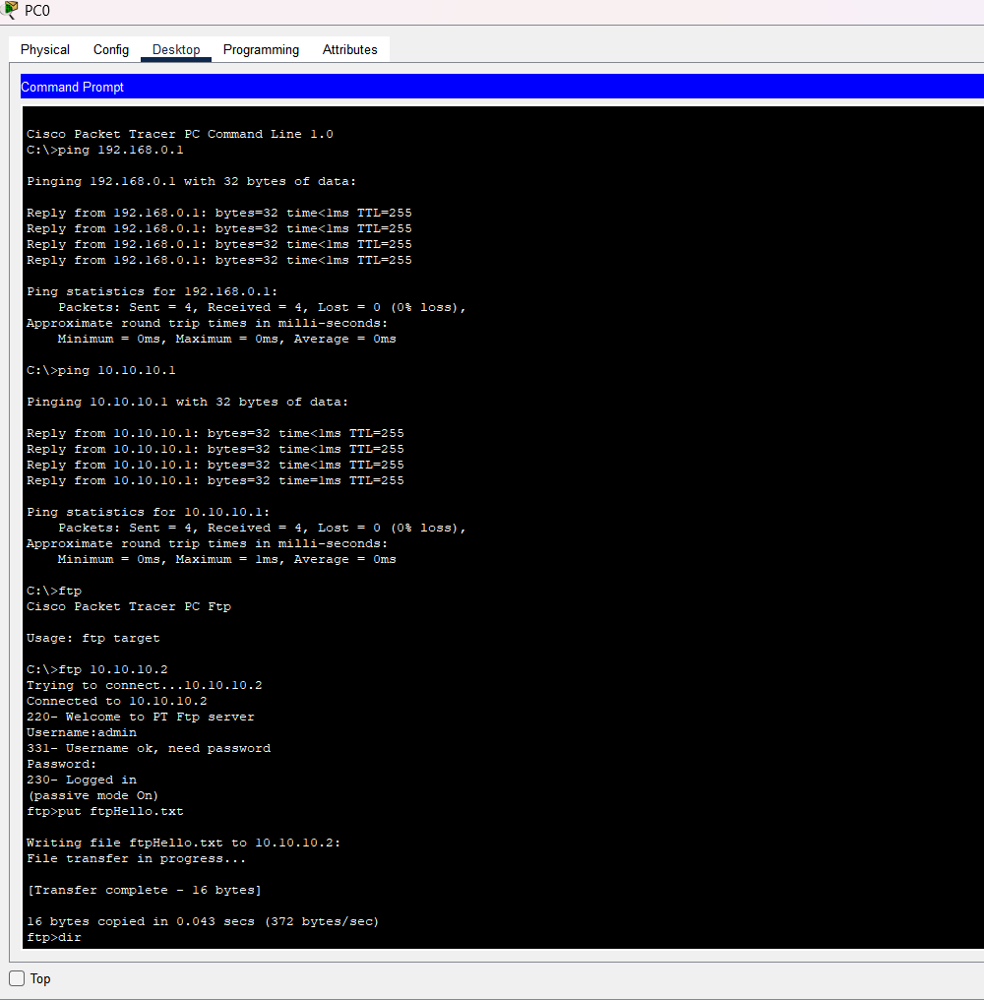 PC0
Physical Config Desktop Programming Attributes
Command Prompt
Cisco Packet Tracer PC Command Line 1.0
C:\>ping 192.168.0.1
Pinging 192.168.0.1 with 32 bytes of data:
Reply from 192.168.0.1: bytes=32 time<1ms TTL=255
Reply from 192.168.0.1: bytes=32 time<1ms TTL=255
Reply from 192.168.0.1: bytes=32 time<1ms TTL=255
Reply from 192.168.0.1: bytes=32 time<1ms TTL=255
Ping statistics for 192.168.0.1:
    Packets: Sent = 4, Received = 4, Lost = 0 (0% loss),
Approximate round trip times in milli-seconds:
    Minimum = 0ms, Maximum = 0ms, Average = 0ms
C:\>ping 10.10.10.1
Pinging 10.10.10.1 with 32 bytes of data:
Reply from 10.10.10.1: bytes=32 time<1ms TTL=255
Reply from 10.10.10.1: bytes=32 time<1ms TTL=255
Reply from 10.10.10.1: bytes=32 time<1ms TTL=255
Reply from 10.10.10.1: bytes=32 time=1ms TTL=255
Ping statistics for 10.10.10.1:
    Packets: Sent = 4, Received = 4, Lost = 0 (0% loss),
Approximate round trip times in milli-seconds:
    Minimum = 0ms, Maximum = 1ms, Average = 0ms
C:\>ftp
Cisco Packet Tracer PC Ftp
Usage: ftp target
C:\>ftp 10.10.10.2
Trying to connect...10.10.10.2
Connected to 10.10.10.2
220- Welcome to PT Ftp server
Username:admin
331- Username ok, need password
Password:
230- Logged in
(passive mode On)
ftp>put ftpHello.txt
Writing file ftpHello.txt to 10.10.10.2:
File transfer in progress...
[Transfer complete - 16 bytes]
16 bytes copied in 0.043 secs (372 bytes/sec)
ftp>dir
Top